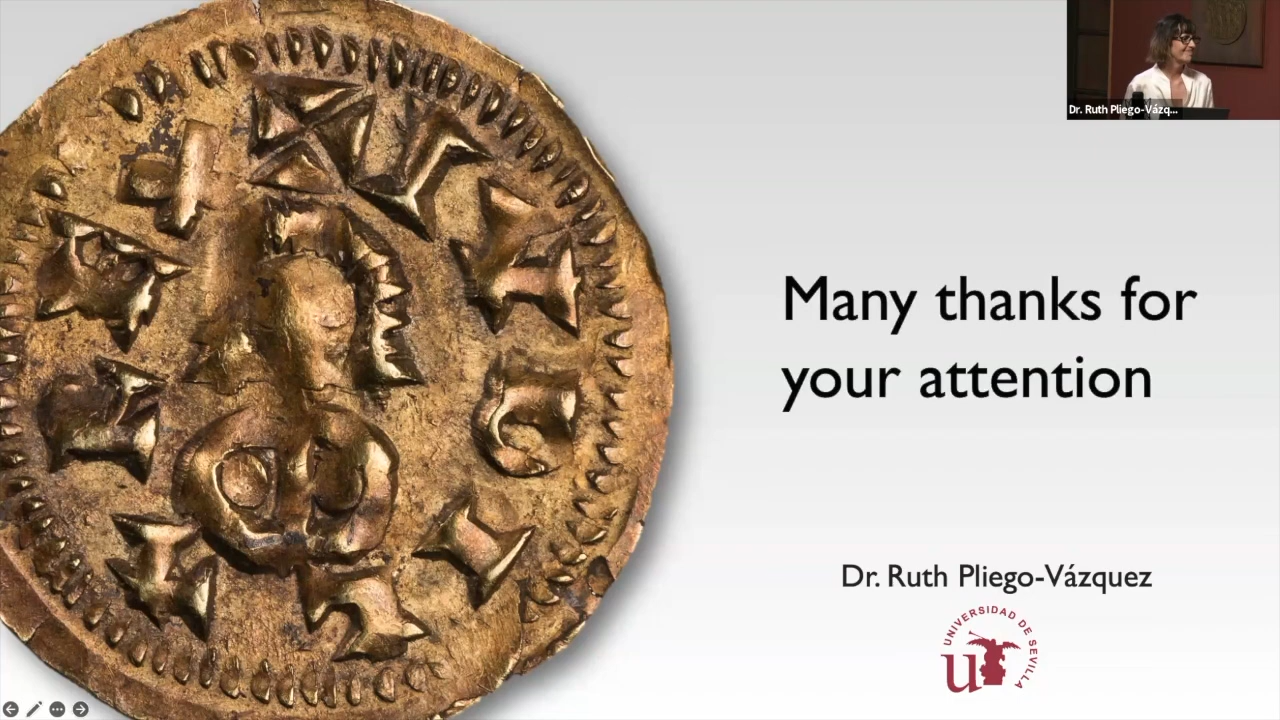 Dr. Ruth Pliego-Vázq...
Many thanks for
your attention
Dr. Ruth Pliego-Vázquez
UNIVERSIDAD DE SEVILLA